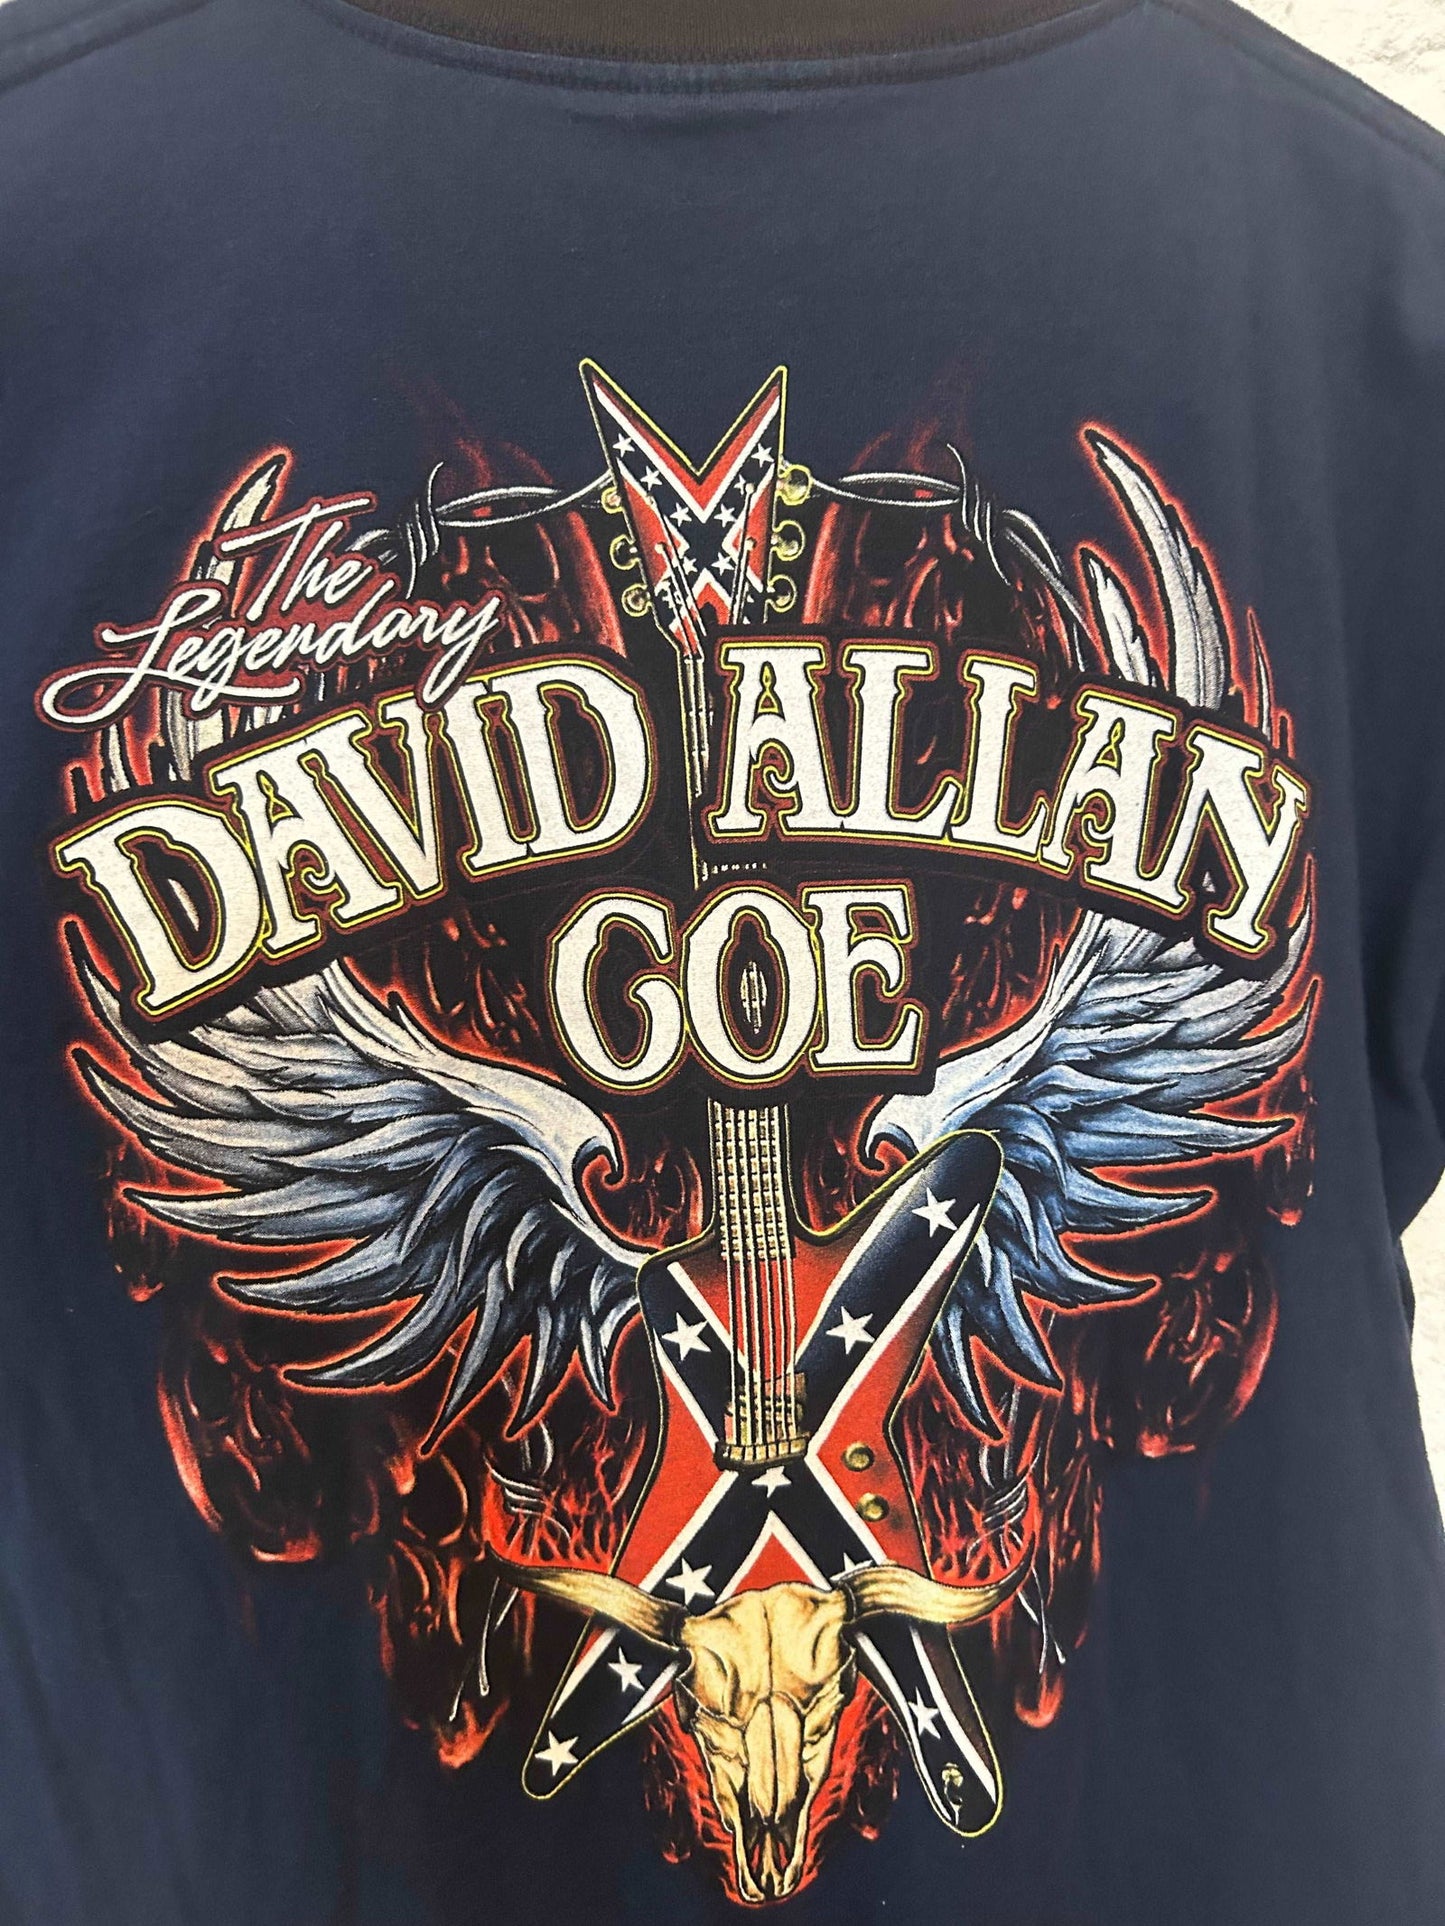 The
Legendary
DAVID ALLAN
COE